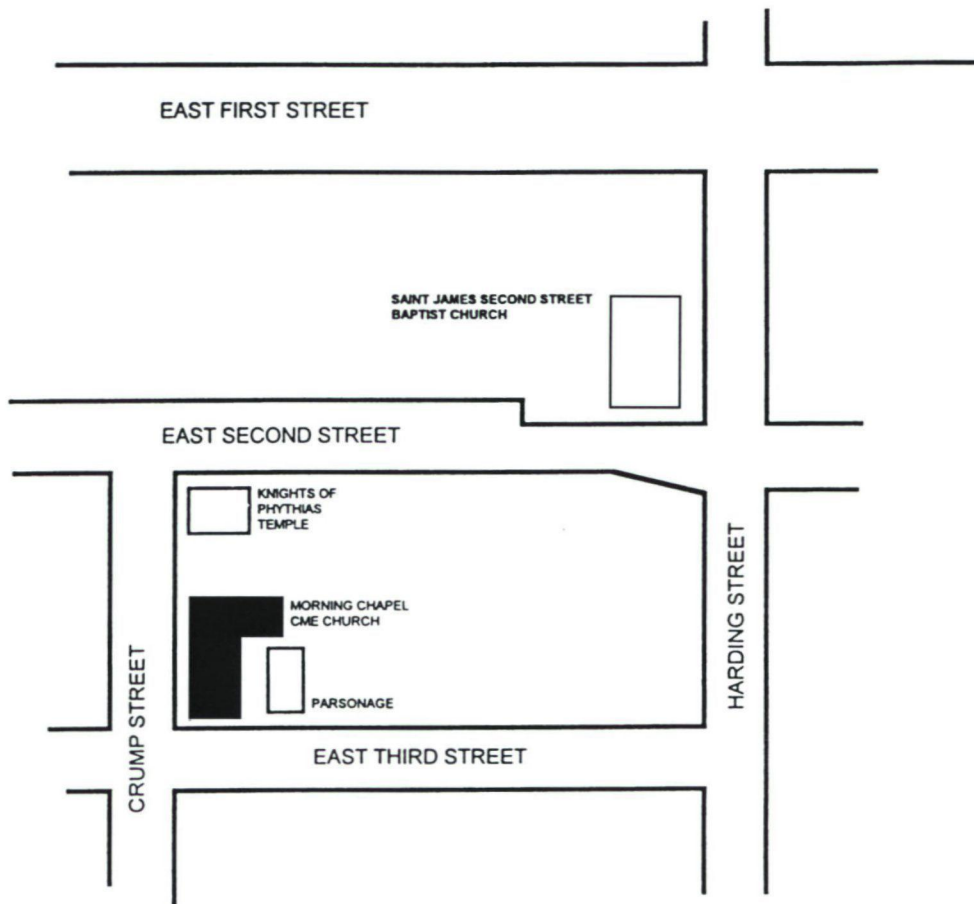 EAST FIRST STREET
SAINT JAMES SECOND STREET
BAPTIST CHURCH
EAST SECOND STREET
KNIGHTS OF
PHYTHIAS
TEMPLE
MORNING CHAPEL
CME CHURCH
PARSONAGE
HARDING STREET
CRUMP STREET
EAST THIRD STREET